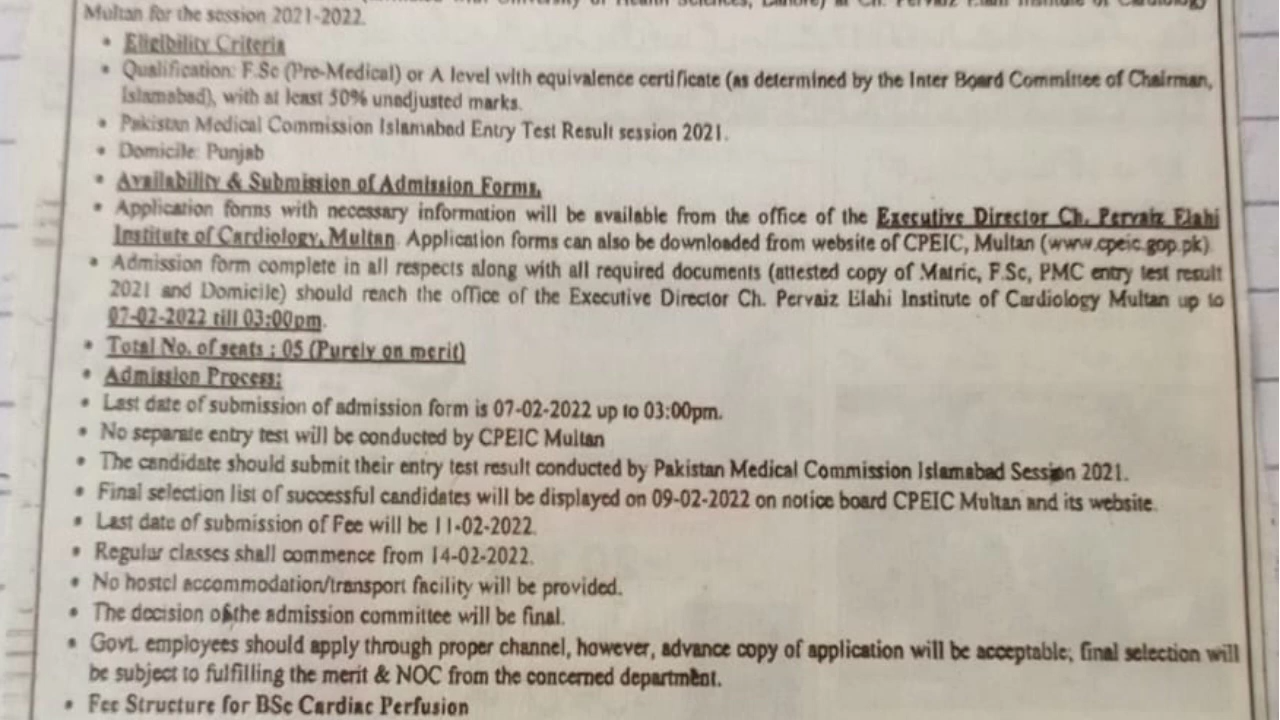 University of Health Sciences, Lahore) at Ch. Pervaiz Elahi Institute of Cardiology
Multan for the session 2021-2022.
• Eligibility Criteria
• Qualification: F.Sc (Pre-Medical) or A level with equivalence certificate (as determined by the Inter Board Committee of Chairman,
Islamabad), with at least 50% unadjusted marks.
• Pakistan Medical Commission Islamabad Entry Test Result session 2021.
• Domicile: Punjab
• Availability & Submission of Admission Forms.
• Application forms with necessary information will be available from the office of the Executive Director Ch. Pervaiz Elahi
Institute of Cardiology, Multan. Application forms can also be downloaded from website of CPEIC, Multan (www.cpeic.gop.pk)
• Admission form complete in all respects along with all required documents (attested copy of Matric, F.Sc, PMC entry test result
2021 and Domicile) should reach the office of the Executive Director Ch. Pervaiz Elahi Institute of Cardiology Multan up to
07-02-2022 till 03:00pm.
• Total No. of seats : 05 (Purely on merit)
• Admission Process:
• Last date of submission of admission form is 07-02-2022 up to 03:00pm.
• No separate entry test will be conducted by CPEIC Multan
• The candidate should submit their entry test result conducted by Pakistan Medical Commission Islamabad Session 2021.
• Final selection list of successful candidates will be displayed on 09-02-2022 on notice board CPEIC Multan and its website.
• Last date of submission of Fee will be 11-02-2022.
• Regular classes shall commence from 14-02-2022.
• No hostel accommodation/transport facility will be provided.
• The decision of the admission committee will be final.
• Govt. employees should apply through proper channel, however, advance copy of application will be acceptable; final selection will
be subject to fulfilling the merit & NOC from the concerned department.
• Fee Structure for BSc Cardiac Perfusion